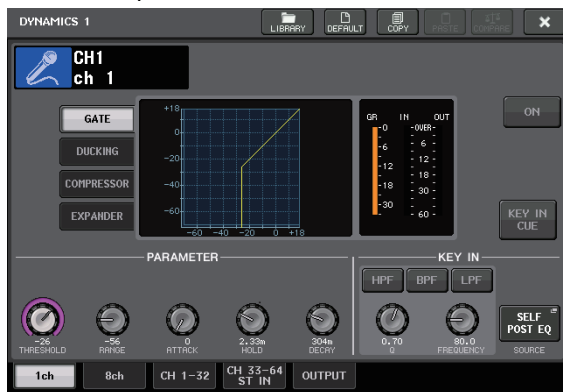 DYNAMICS 1
LIBRARY DEFAULT COPY PASTE COMPARE
CH1
ch 1
GATE
DUCKING
COMPRESSOR
EXPANDER
+18
0
-20
-40
-60
-60 -40 -20 0 +18
GR IN OUT
-0 -OVER-
-6 - 6 -
-12 - 12 -
-18 - 18 -
-30 - 30 -
- 60 -
ON
KEY IN
CUE
PARAMETER
-26 -56 0 2.33m 304m
THRESHOLD RANGE ATTACK HOLD DECAY
KEY IN
HPF BPF LPF
0.70 80.0
Q FREQUENCY
SELF
POST EQ
SOURCE
1ch 8ch CH 1-32 CH 33-64
ST IN OUTPUT